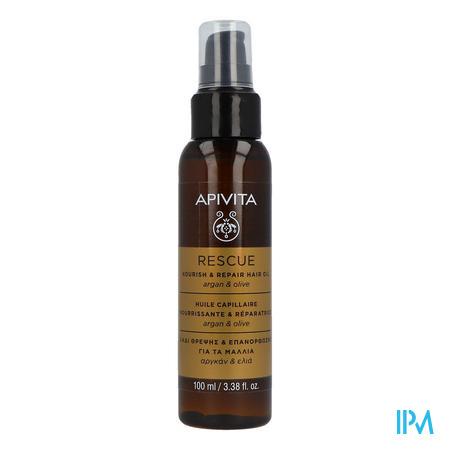 APIVITA
RESCUE
NOURISH & REPAIR HAIR OIL
argan & olive
HUILE CAPILLAIRE
NOURRISSANTE & RÉPARATRICE
argan & olive
ΛΑΔΙ ΘΡΕΨΗΣ & ΕΠΑΝΟΡΘΩΣΗΣ
ΓΙΑ ΤΑ ΜΑΛΛΙΑ
αργκάν & ελιά
100 ml / 3.38 fl. oz.
IPM